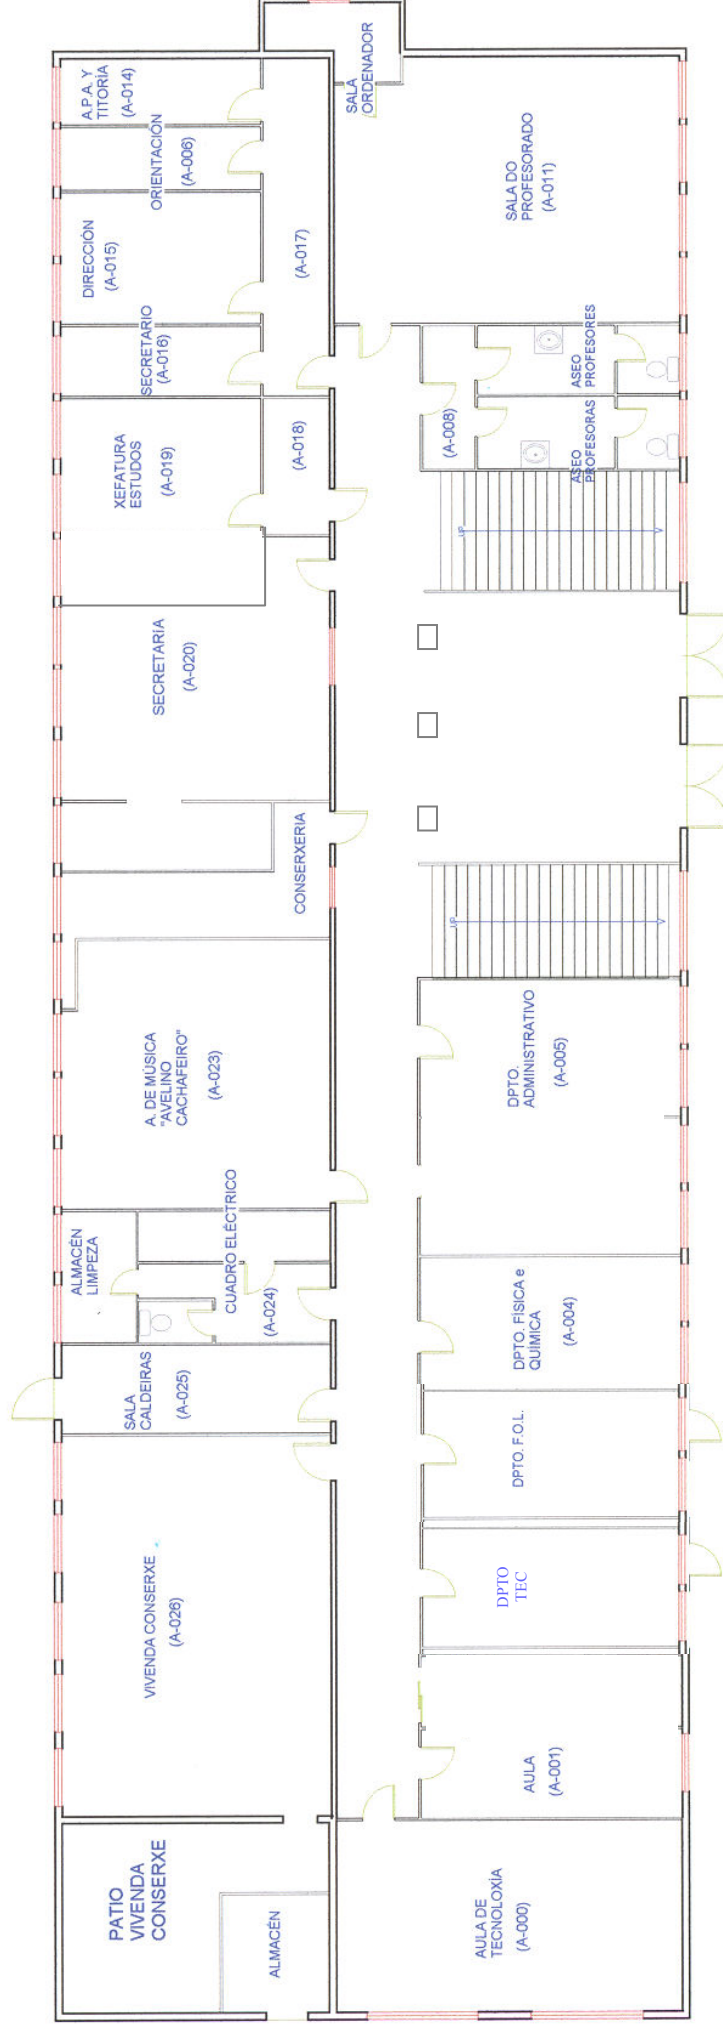 SALA
ORDENADOR
A.P.A. Y
TITORÍA
(A-014)
ORIENTACIÓN
(A-006)
DIRECCIÓN
(A-015)
(A-017)
SALA DO
PROFESORADO
(A-011)
SECRETARIO
(A-016)
ASEO
PROFESORES
(A-008)
ASEO
PROFESORAS
XEFATURA
ESTUDOS
(A-019)
(A-018)
UP
SECRETARÍA
(A-020)
CONSERXERIA
UP
A. DE MÚSICA
"AVELINO
CACHAFEIRO"
(A-023)
DPTO.
ADMINISTRATIVO
(A-005)
ALMACÉN
LIMPEZA
CUADRO ELÉCTRICO
(A-024)
DPTO. FÍSICA e
QUÍMICA
(A-004)
SALA
CALDEIRAS
(A-025)
DPTO. F.O.L.
VIVENDA CONSERXE
(A-026)
DPTO
TEC
AULA
(A-001)
PATIO
VIVENDA
CONSERXE
ALMACÉN
AULA DE
TECNOLOXÍA
(A-000)